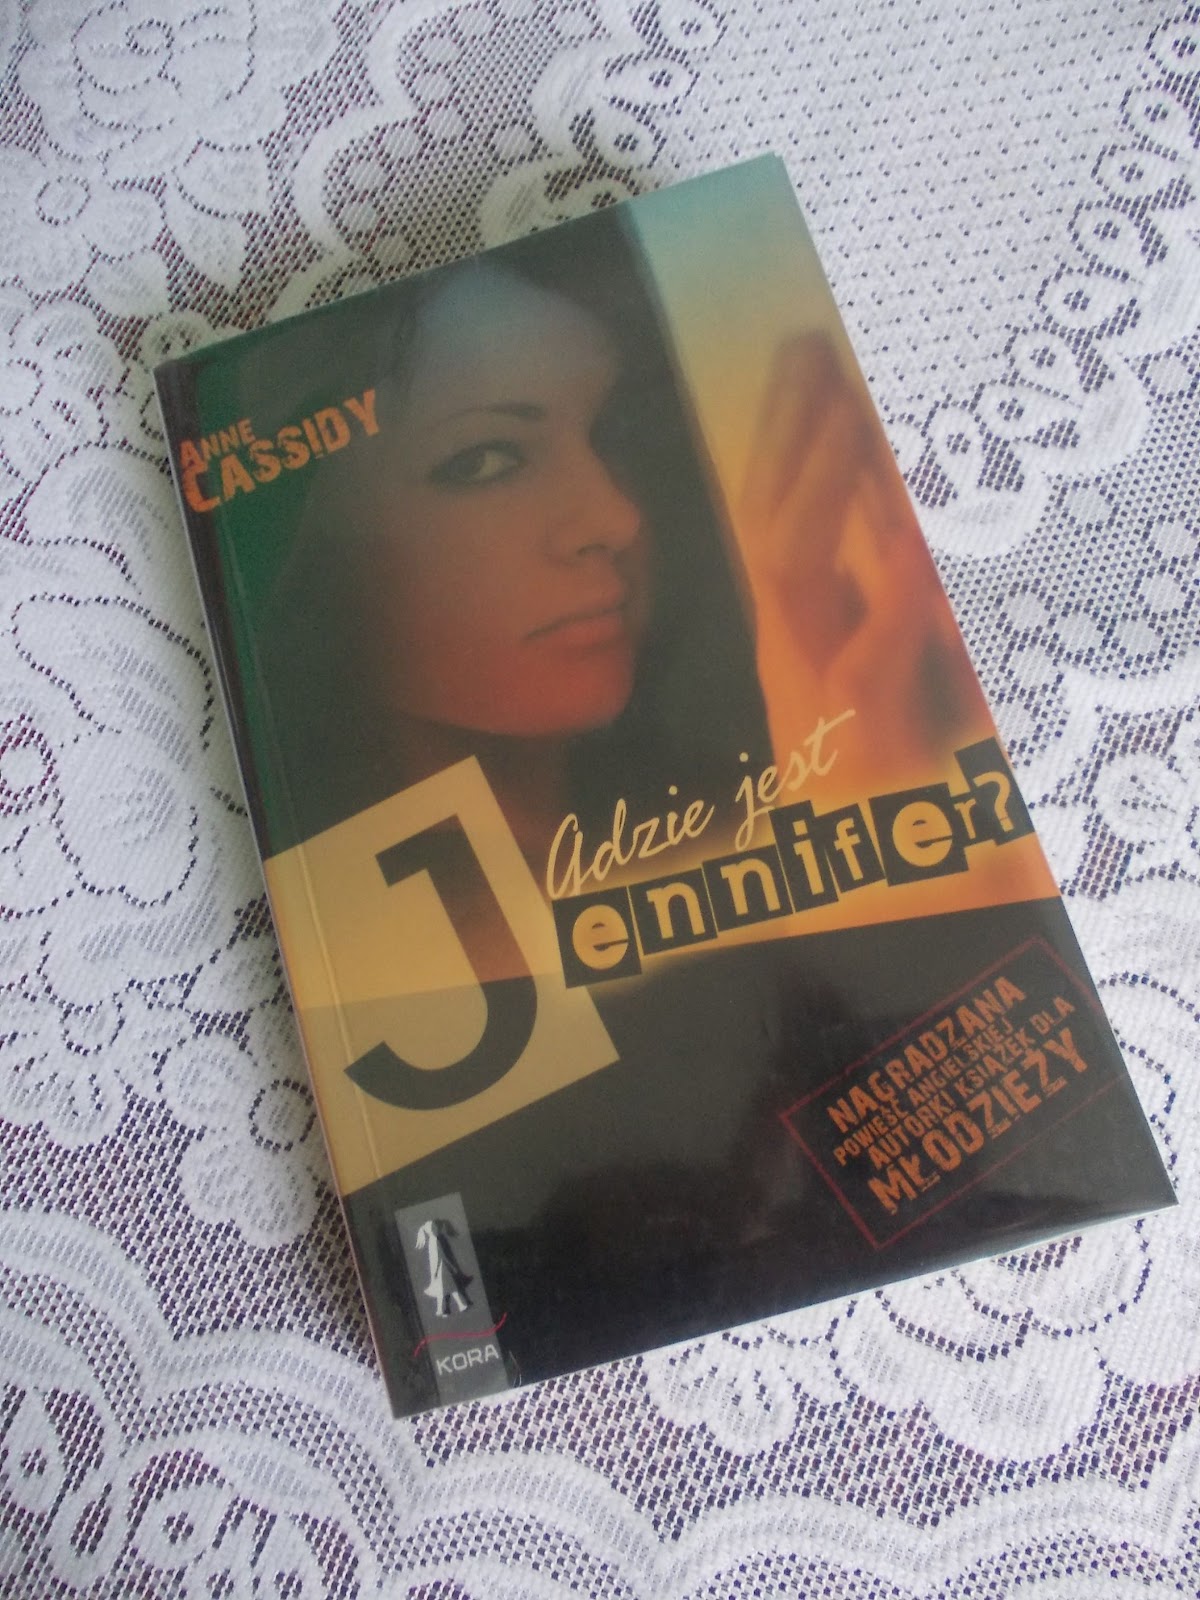 ANNE
CASSIDY
Gdzie jest
Jennifer?
NAGRADZANA
POWIEŚĆ ANGIELSKIEJ
AUTORKI KSIĄŻEK DLA
MŁODZIEŻY
KORA